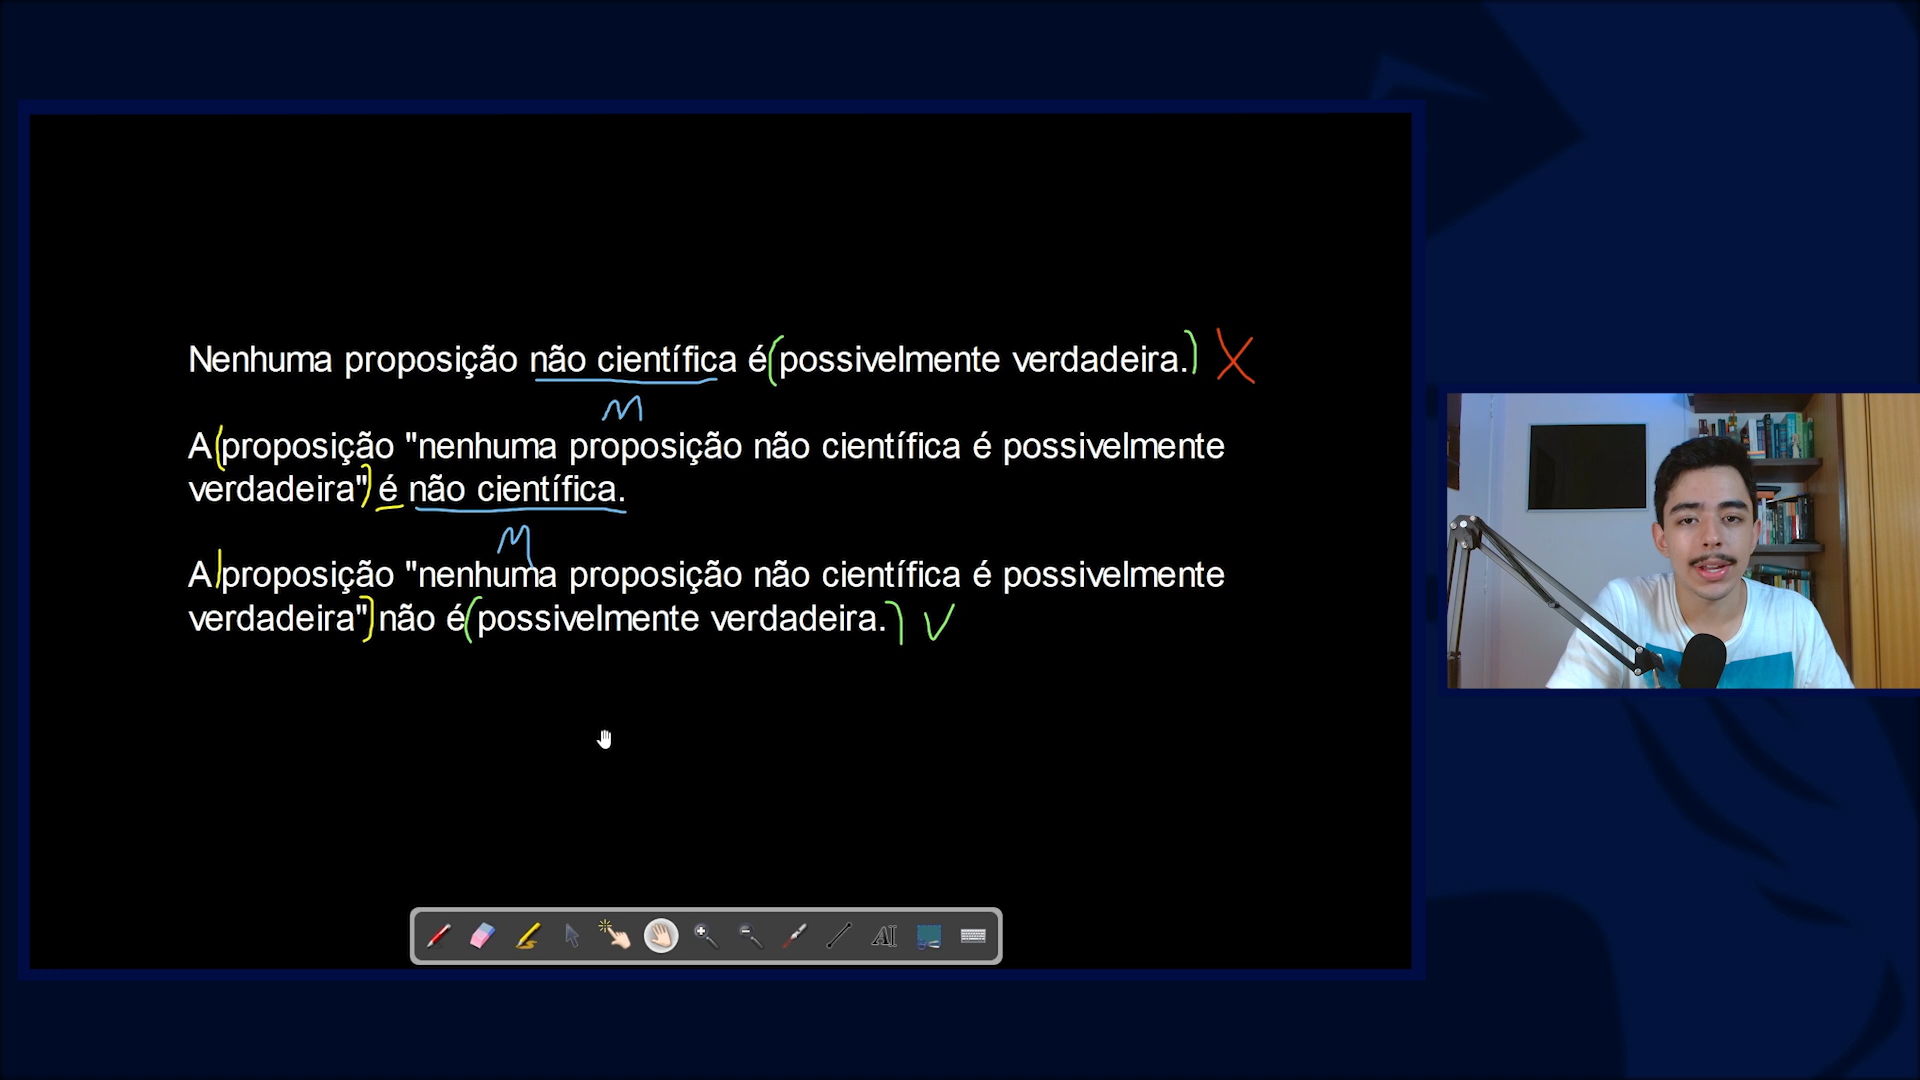 Nenhuma proposição não científica é (possivelmente verdadeira.) X
M
A (proposição "nenhuma proposição não científica é possivelmente
verdadeira") é não científica.
M
A (proposição "nenhuma proposição não científica é possivelmente
verdadeira") não é (possivelmente verdadeira.) V
AI